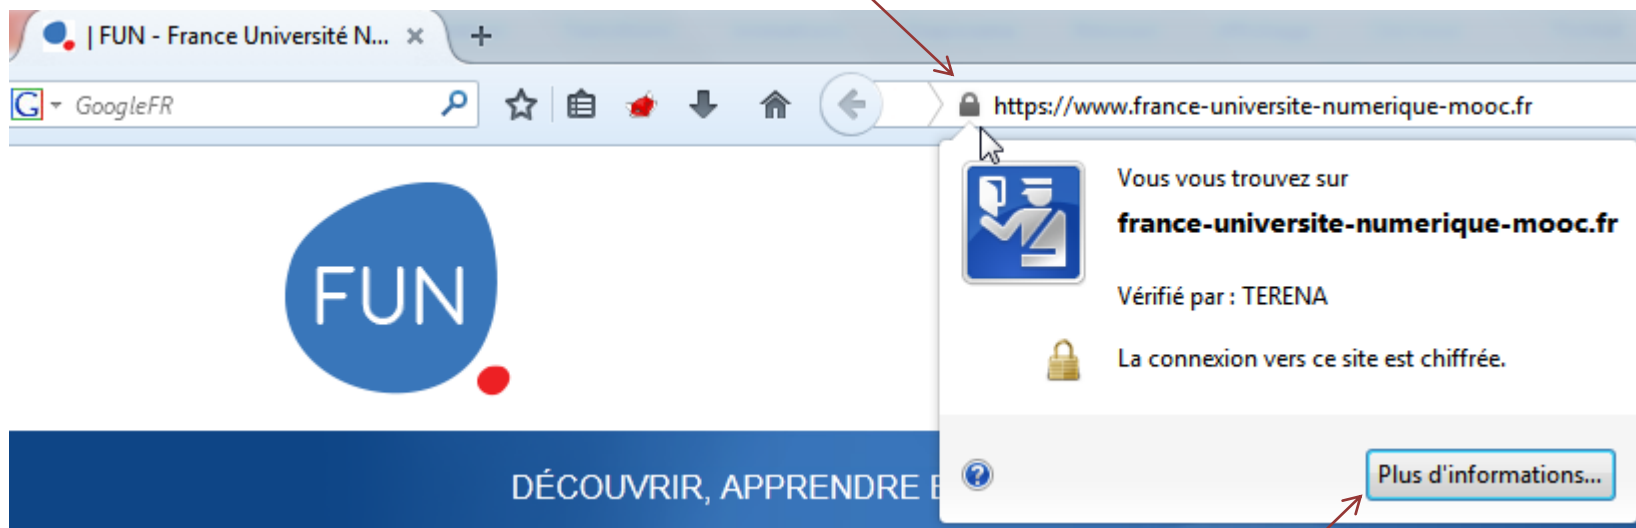 | FUN - France Université N...
GoogleFR
https://www.france-universite-numerique-mooc.fr
Vous vous trouvez sur
france-universite-numerique-mooc.fr
Vérifié par : TERENA
La connexion vers ce site est chiffrée.
Plus d'informations...
FUN
DÉCOUVRIR, APPRENDRE